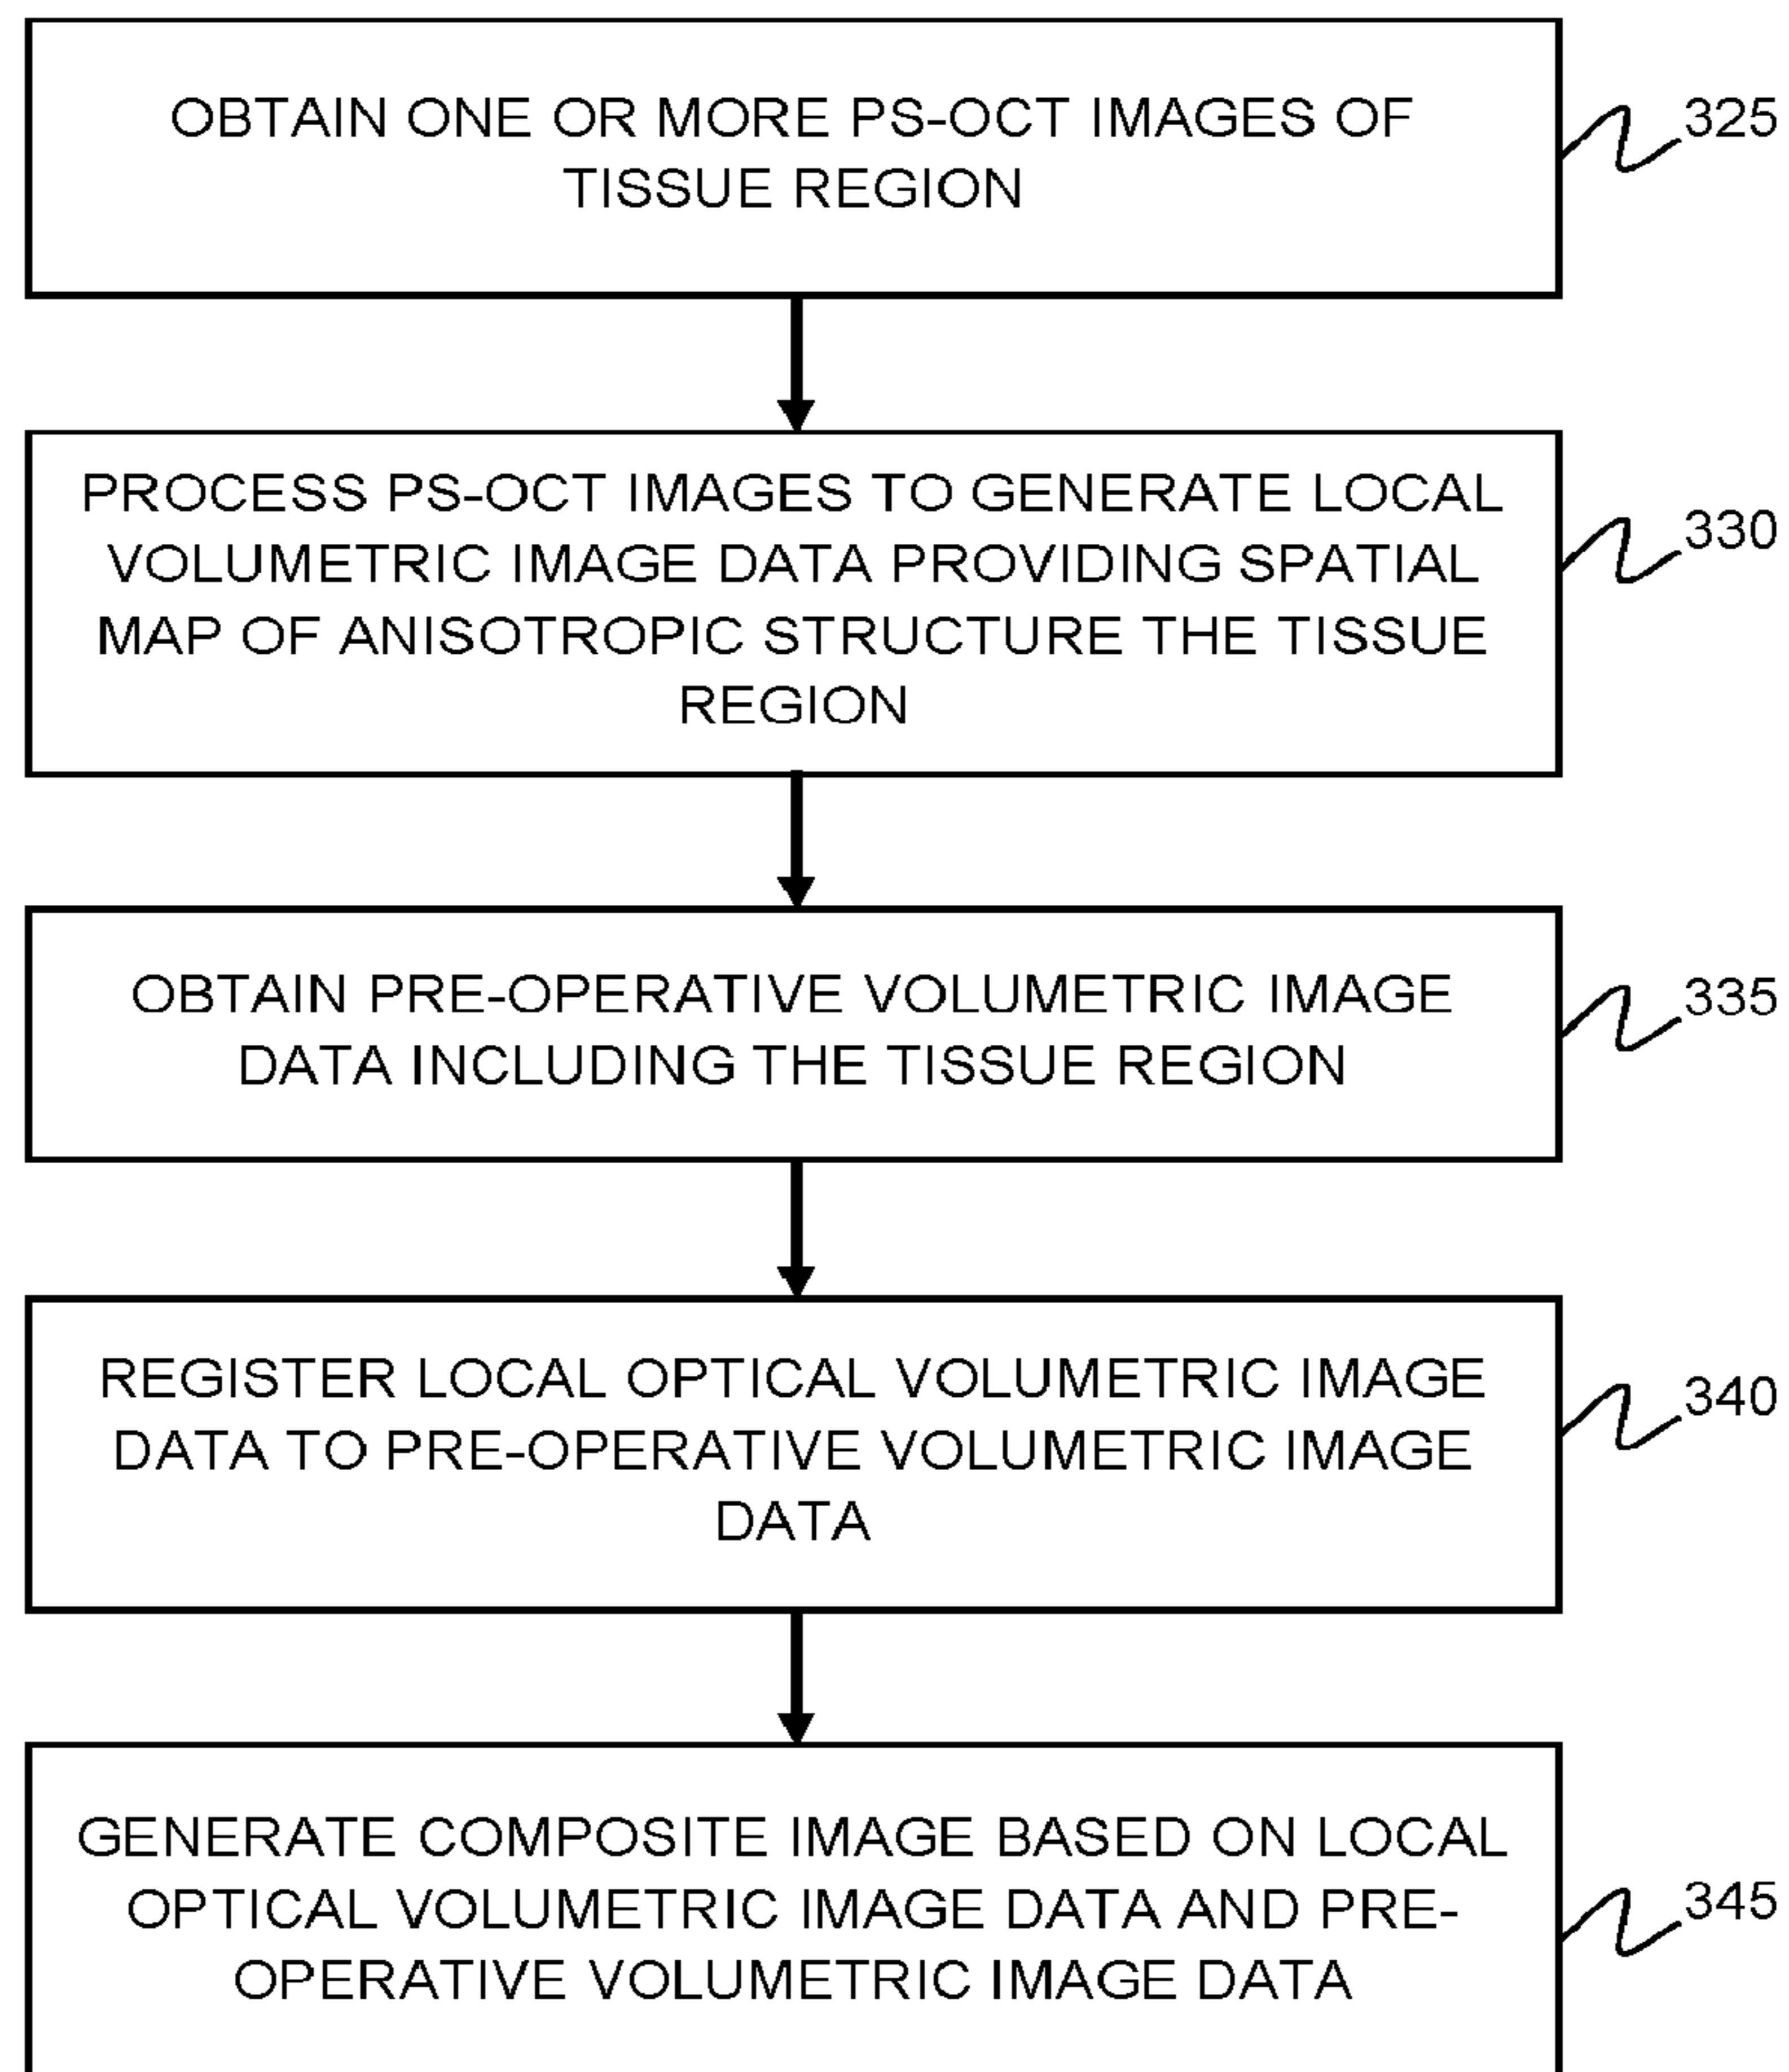 OBTAIN ONE OR MORE PS-OCT IMAGES OF
TISSUE REGION
325
PROCESS PS-OCT IMAGES TO GENERATE LOCAL
VOLUMETRIC IMAGE DATA PROVIDING SPATIAL
MAP OF ANISOTROPIC STRUCTURE THE TISSUE
REGION
330
OBTAIN PRE-OPERATIVE VOLUMETRIC IMAGE
DATA INCLUDING THE TISSUE REGION
335
REGISTER LOCAL OPTICAL VOLUMETRIC IMAGE
DATA TO PRE-OPERATIVE VOLUMETRIC IMAGE
DATA
340
GENERATE COMPOSITE IMAGE BASED ON LOCAL
OPTICAL VOLUMETRIC IMAGE DATA AND PRE-
OPERATIVE VOLUMETRIC IMAGE DATA
345